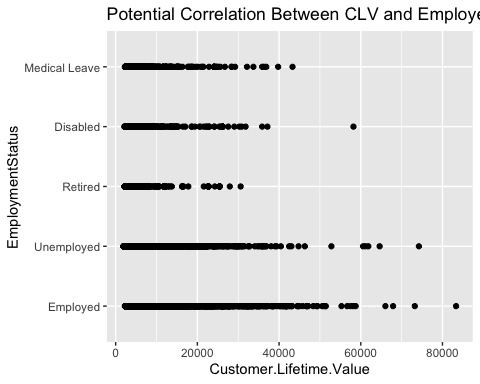 Potential Correlation Between CLV and Employe
Medical Leave
Disabled
Retired
Unemployed
Employed
EmploymentStatus
0 20000 40000 60000 80000
Customer.Lifetime.Value